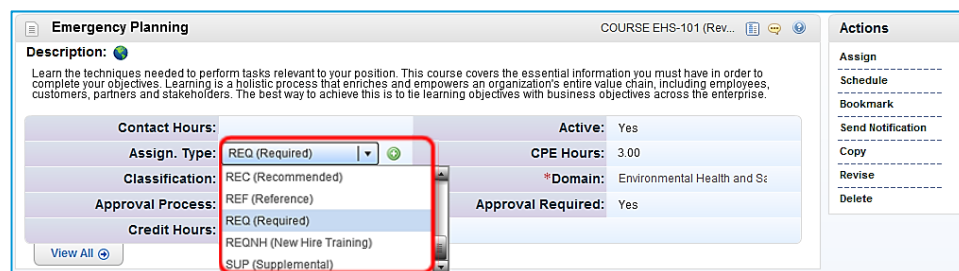 Emergency Planning
COURSE EHS-101 (Rev...
Description:
Learn the techniques needed to perform tasks relevant to your position. This course covers the essential information you must have in order to
complete your objectives. Learning is a holistic process that enriches and empowers an organization's entire value chain, including employees,
customers, partners and stakeholders. The best way to achieve this is to tie learning objectives with business objectives across the enterprise.
Contact Hours:
Active: Yes
Assign. Type: REQ (Required)
CPE Hours: 3.00
Classification:
*Domain: Environmental Health and Sa
Approval Process:
Approval Required: Yes
Credit Hours:
REC (Recommended)
REF (Reference)
REQ (Required)
REQNH (New Hire Training)
SUP (Supplemental)
View All
Actions
Assign
Schedule
Bookmark
Send Notification
Copy
Revise
Delete